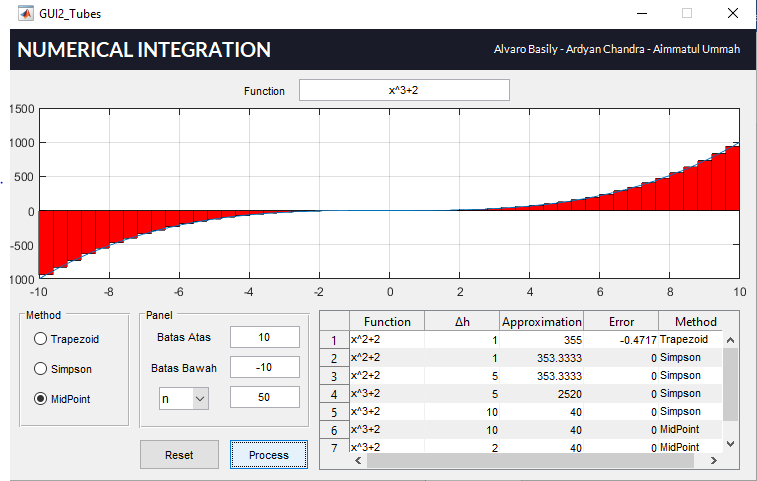 GUI2_Tubes
NUMERICAL INTEGRATION
Alvaro Basily - Ardyan Chandra - Aimmatul Ummah
Function x^3+2
1500
1000
500
0
-500
1000
-10 -8 -6 -4 -2 0 2 4 6 8 10
Method
Trapezoid
Simpson
MidPoint
Panel
Batas Atas 10
Batas Bawah -10
n 50
Reset Process
Function Δh Approximation Error Method
1 x^2+2 1 355 -0.4717 Trapezoid
2 x^2+2 1 353.3333 0 Simpson
3 x^2+2 5 353.3333 0 Simpson
4 x^3+2 5 2520 0 Simpson
5 x^3+2 10 40 0 Simpson
6 x^3+2 10 40 0 MidPoint
7 x^3+2 2 40 0 MidPoint